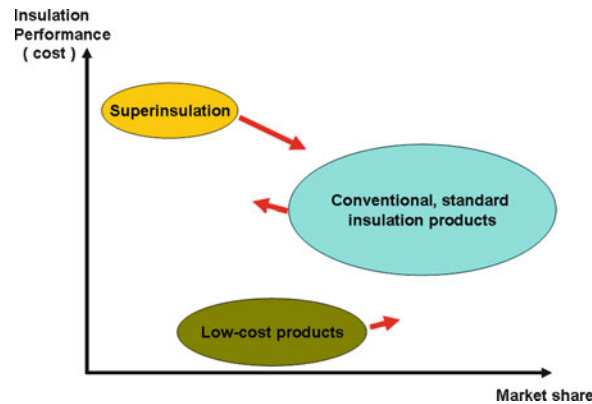 Insulation
Performance
( cost )
Superinsulation
Conventional, standard
insulation products
Low-cost products
Market share